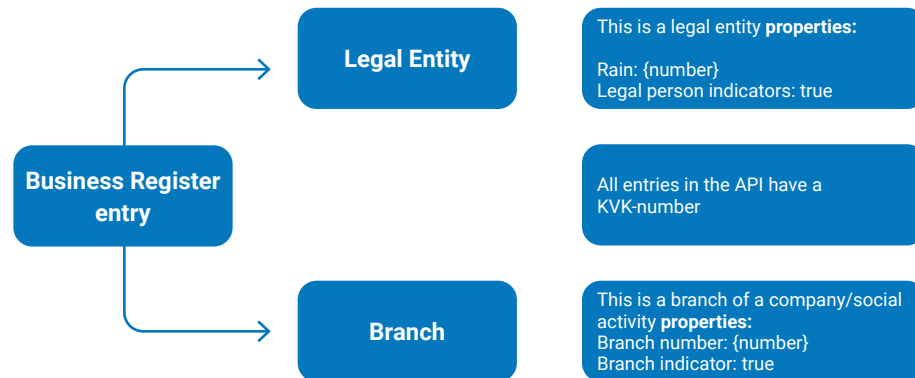 Legal Entity
This is a legal entity properties:
Rain: {number}
Legal person indicators: true
Business Register
entry
All entries in the API have a
KVK-number
Branch
This is a branch of a company/social
activity properties:
Branch number: {number}
Branch indicator: true